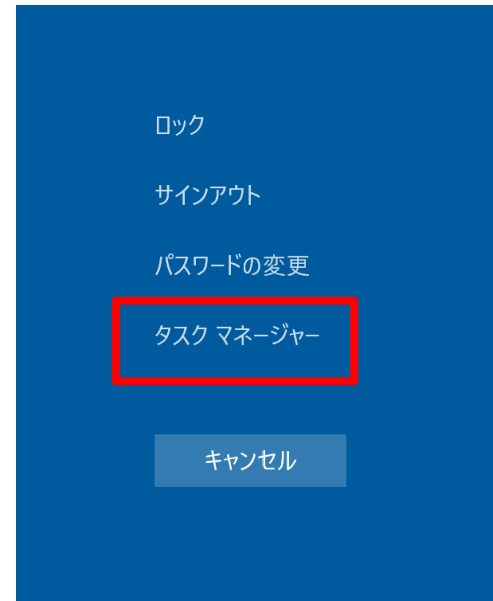 ロック
サインアウト
パスワードの変更
タスク マネージャー
キャンセル